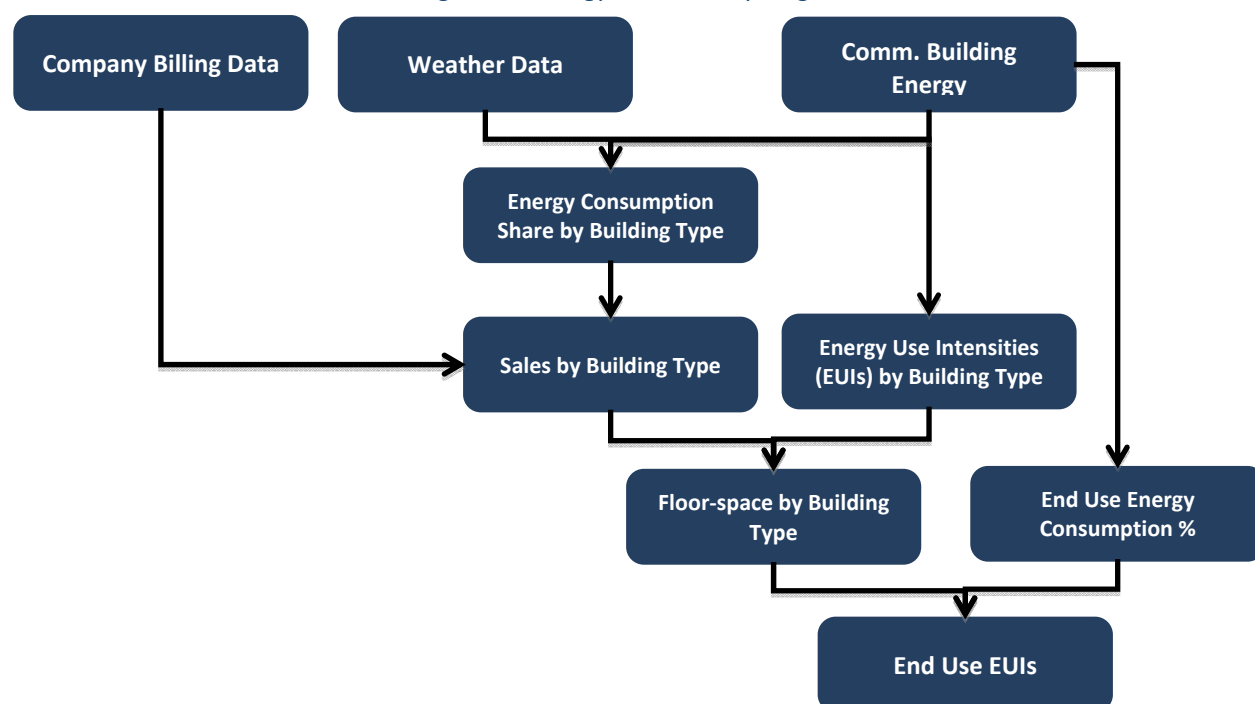 Company Billing Data
Weather Data
Comm. Building
Energy
Energy Consumption
Share by Building Type
Sales by Building Type
Energy Use Intensities
(EUIs) by Building Type
Floor-space by Building
Type
End Use Energy
Consumption %
End Use EUIs